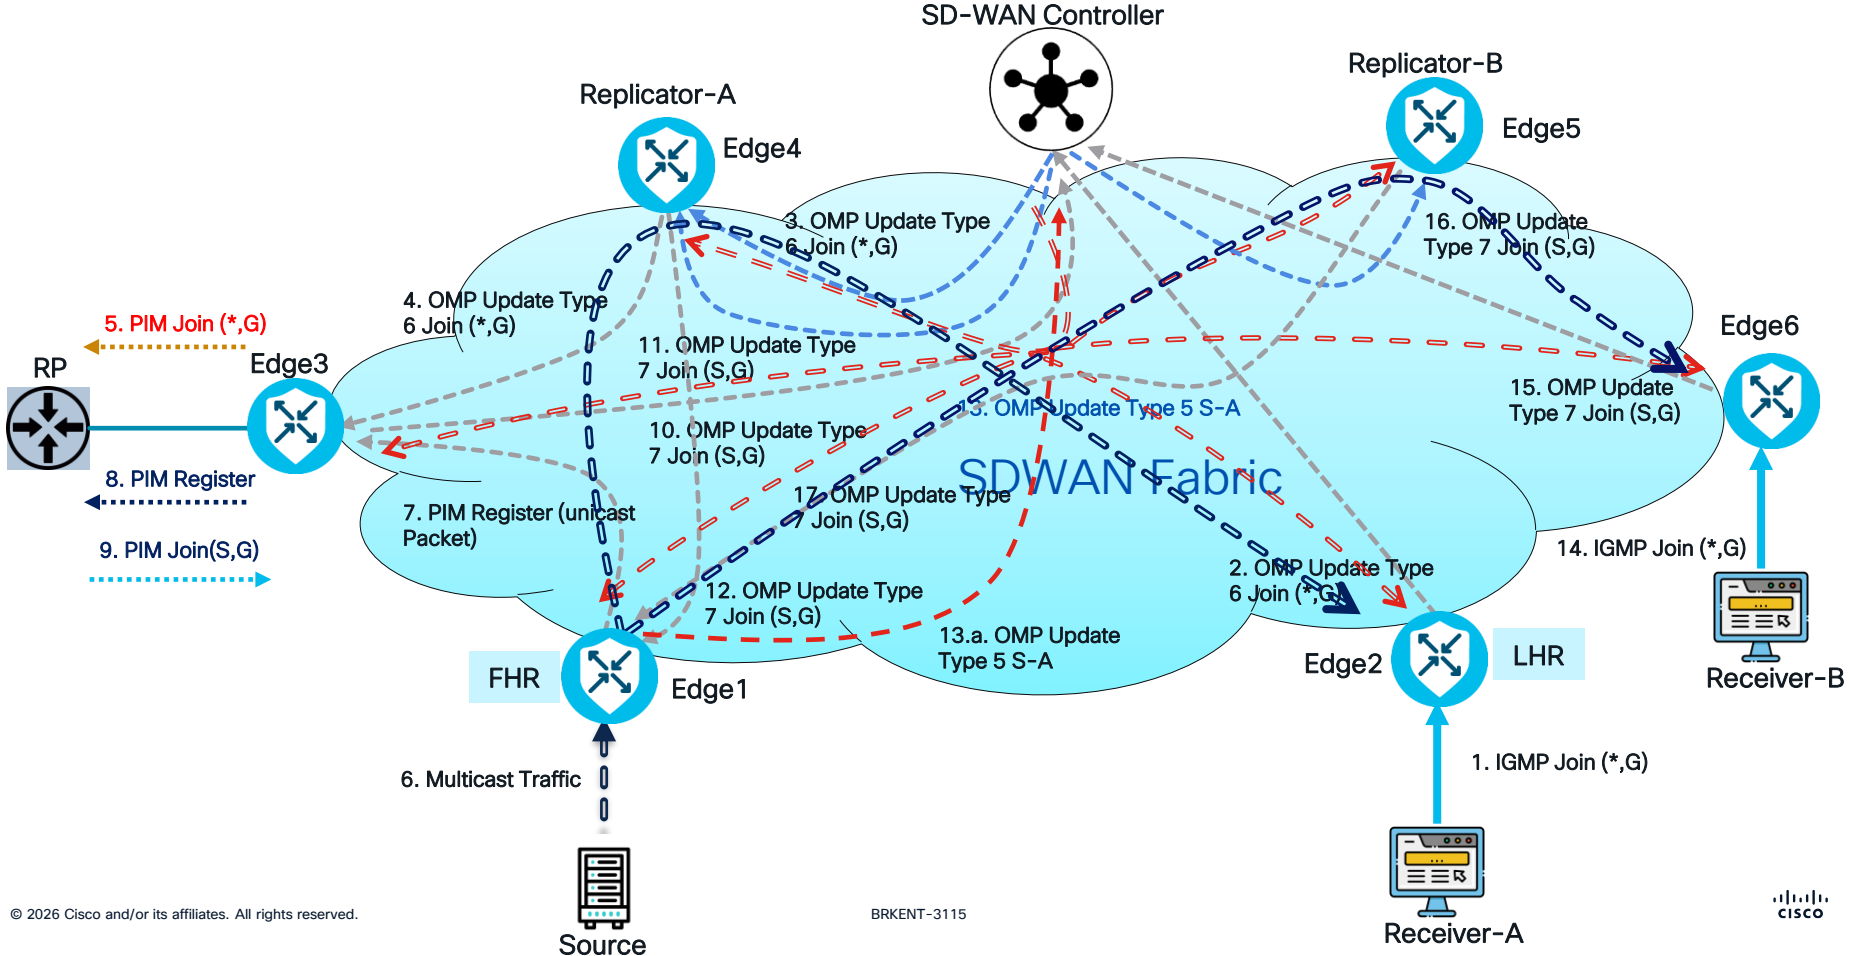 SD-WAN Controller
Replicator-B
Replicator-A
Edge5
Edge4
3. OMP Update Type
6 Join (*,G)
16. OMP Update
Type 7 Join (S,G)
4. OMP Update Type
6 Join (*,G)
5. PIM Join (*,G)
Edge6
11. OMP Update Type
7 Join (S,G)
RP
Edge3
15. OMP Update
Type 7 Join (S,G)
13. OMP Update Type 5 S-A
10. OMP Update Type
7 Join (S,G)
SDWAN Fabric
8. PIM Register
17. OMP Update Type
7 Join (S,G)
7. PIM Register (unicast
Packet)
9. PIM Join(S,G)
14. IGMP Join (*,G)
2. OMP Update Type
6 Join (*,G)
12. OMP Update Type
7 Join (S,G)
13.a. OMP Update
Type 5 S-A
FHR
Edge1
Edge2
LHR
Receiver-B
6. Multicast Traffic
1. IGMP Join (*,G)
Source
Receiver-A
© 2026 Cisco and/or its affiliates. All rights reserved.
BRKENT-3115
CISCO